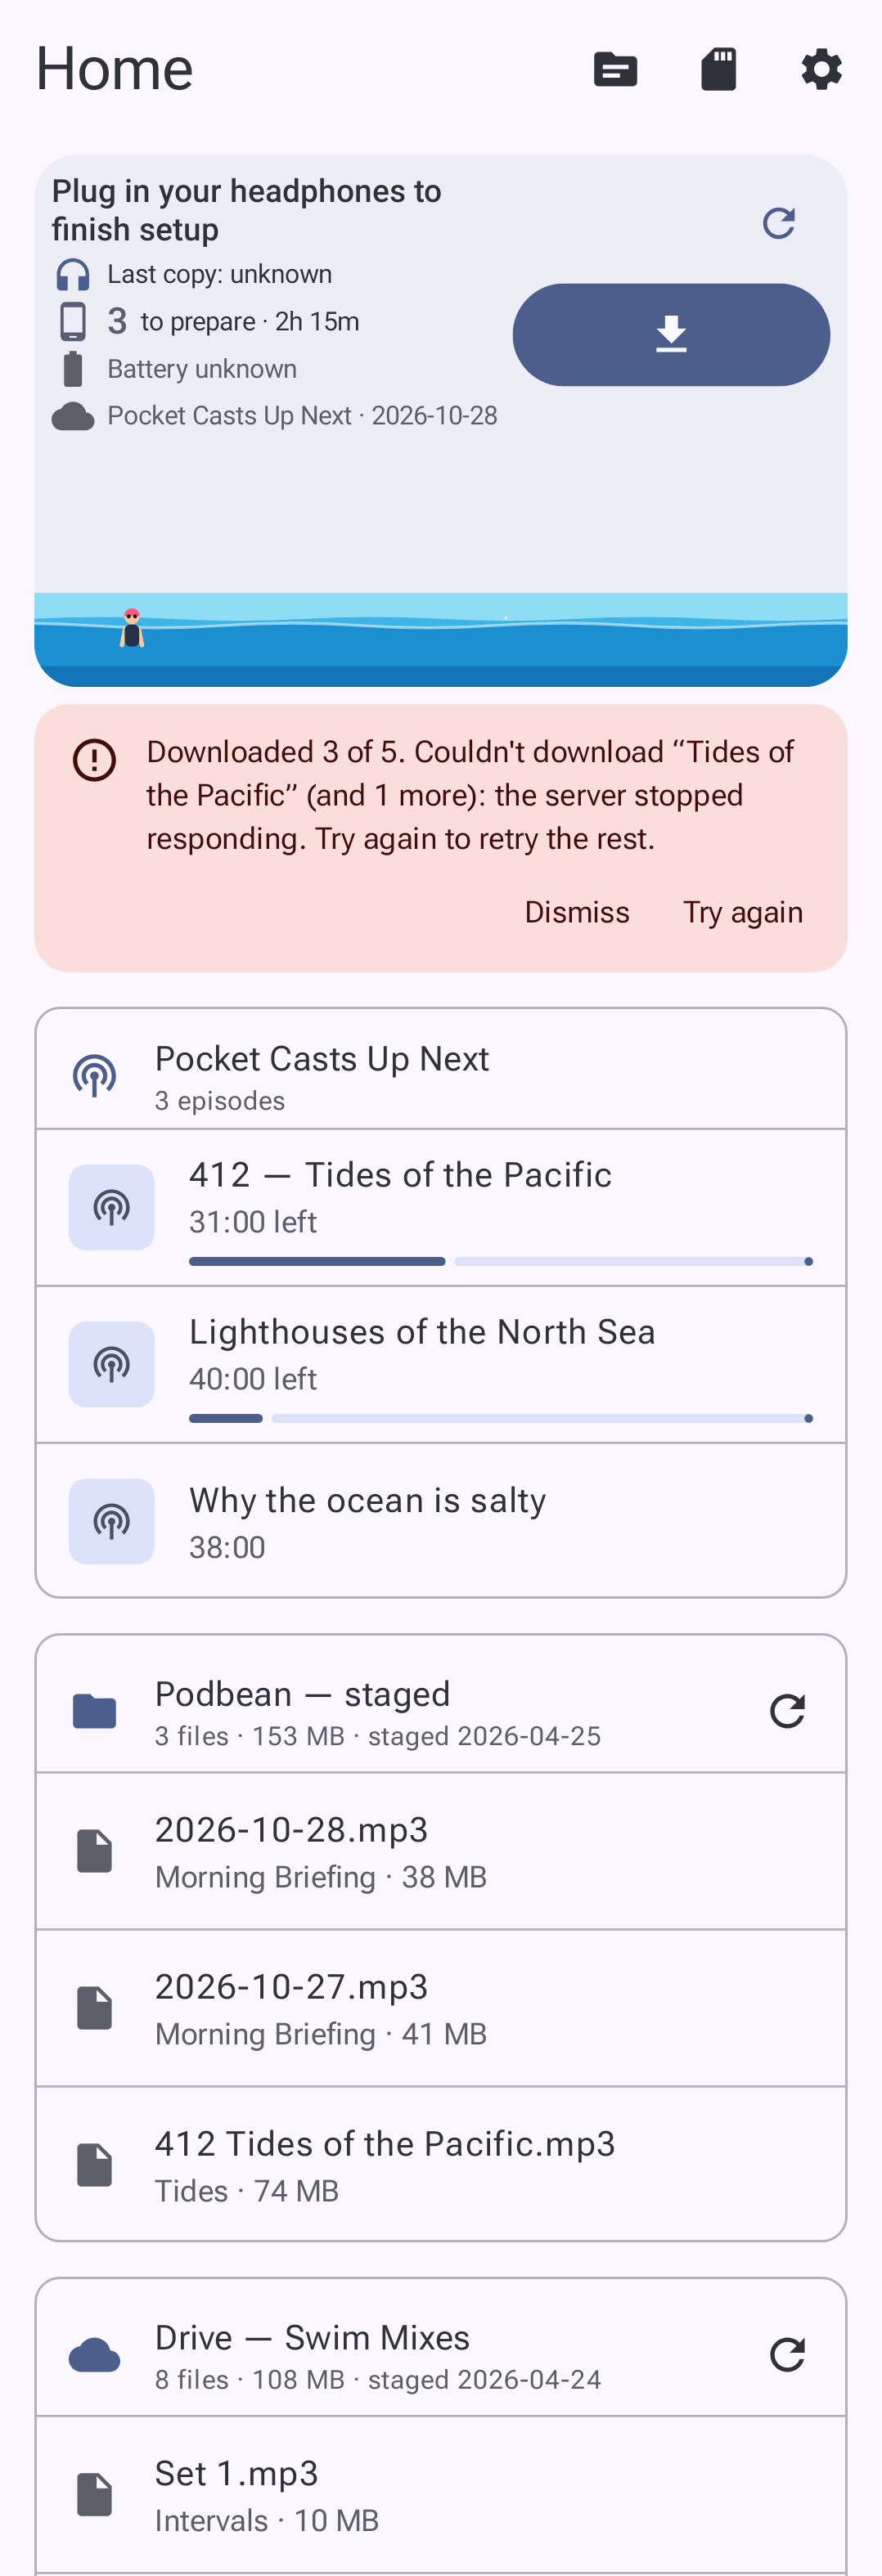 Home
Plug in your headphones to
finish setup
Last copy: unknown
3 to prepare · 2h 15m
Battery unknown
Pocket Casts Up Next · 2026-10-28
Downloaded 3 of 5. Couldn't download “Tides of
the Pacific” (and 1 more): the server stopped
responding. Try again to retry the rest.
Dismiss Try again
Pocket Casts Up Next
3 episodes
412 — Tides of the Pacific
31:00 left
Lighthouses of the North Sea
40:00 left
Why the ocean is salty
38:00
Podbean — staged
3 files · 153 MB · staged 2026-04-25
2026-10-28.mp3
Morning Briefing · 38 MB
2026-10-27.mp3
Morning Briefing · 41 MB
412 Tides of the Pacific.mp3
Tides · 74 MB
Drive — Swim Mixes
8 files · 108 MB · staged 2026-04-24
Set 1.mp3
Intervals · 10 MB